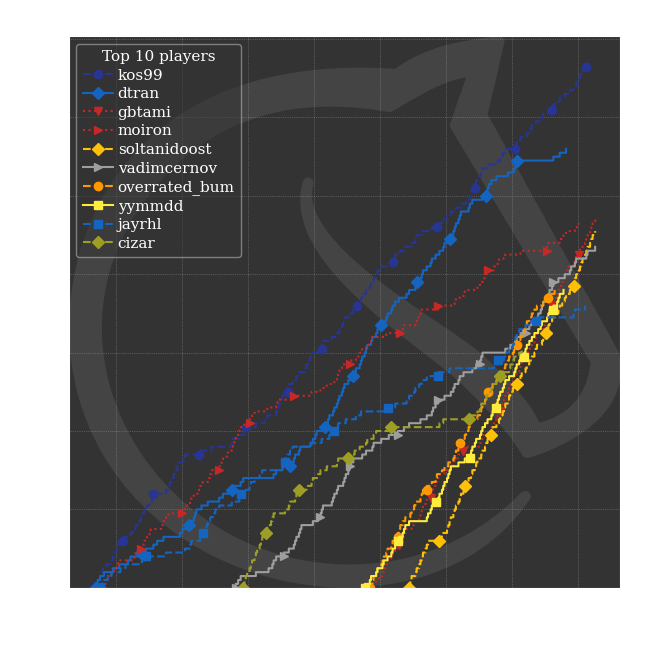 Top 10 players
kos99
dtran
gbtami
moiron
soltanidoost
vadimcernov
overrated_bum
yymmdd
jayrhl
cizar